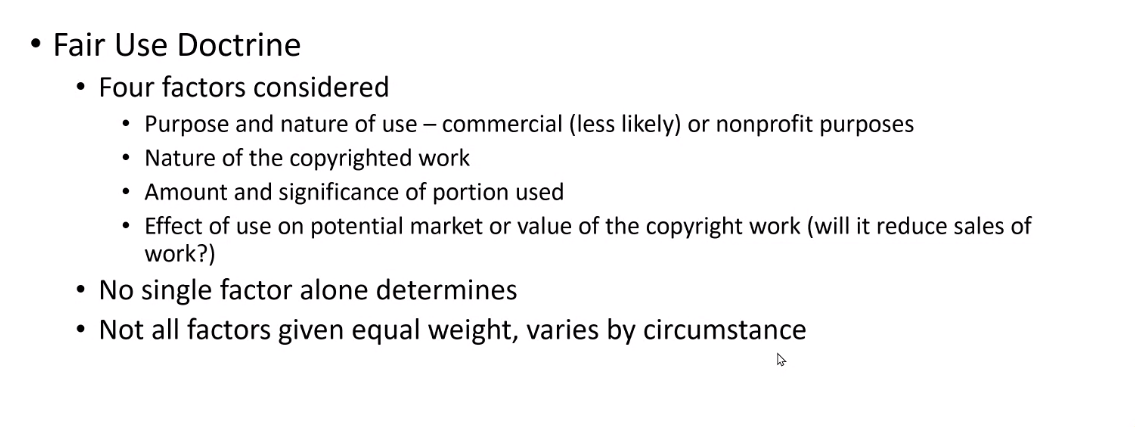 • Fair Use Doctrine
• Four factors considered
• Purpose and nature of use – commercial (less likely) or nonprofit purposes
• Nature of the copyrighted work
• Amount and significance of portion used
• Effect of use on potential market or value of the copyright work (will it reduce sales of
work?)
• No single factor alone determines
• Not all factors given equal weight, varies by circumstance